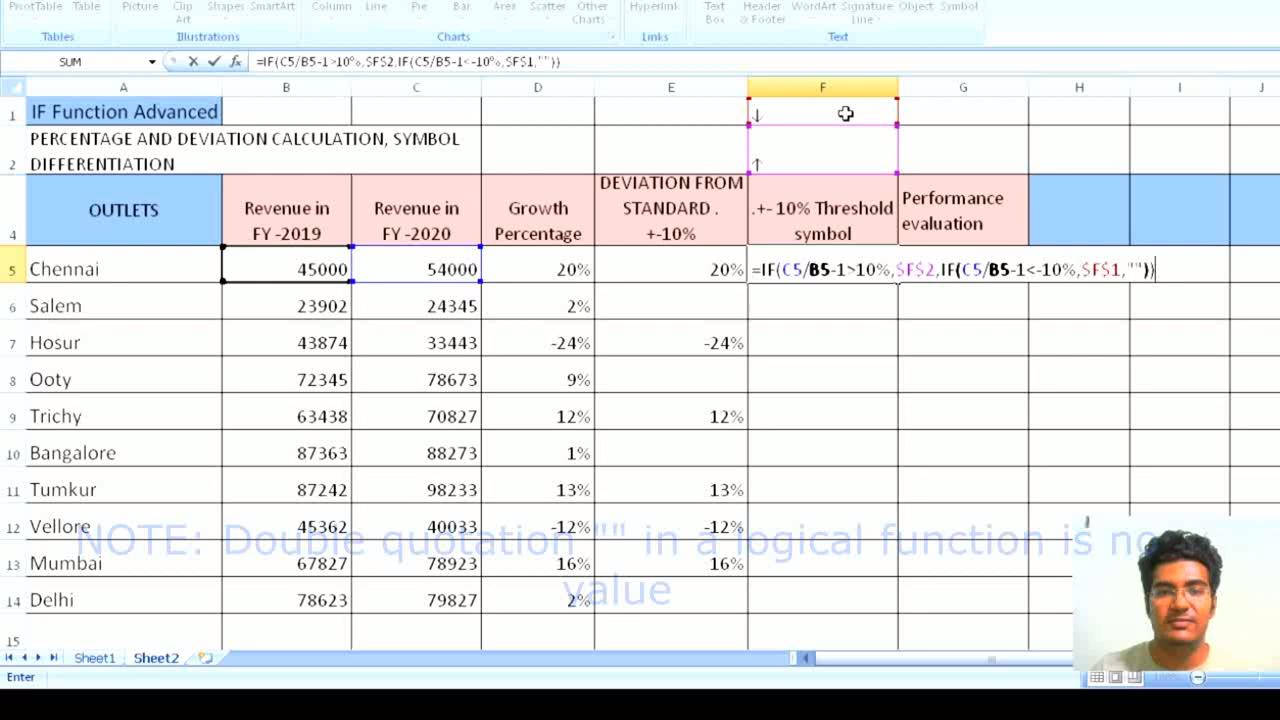 PivotTable Table Picture Clip Shapes SmartArt Column Line Pie Bar Area Scatter Other Hyperlink Text Header WordArt Signature Object Symbol
Art Charts Box & Footer Line
Tables Illustrations Charts Links Text
SUM =IF(C5/B5-1>10%,$F$2,IF(C5/B5-1<-10%,$F$1,""))
A B C D E F G H I J
1 IF Function Advanced ↓
PERCENTAGE AND DEVIATION CALCULATION, SYMBOL
2 DIFFERENTIATION ↑
DEVIATION FROM
OUTLETS Revenue in Revenue in Growth STANDARD . .+- 10% Threshold Performance
4 FY -2019 FY -2020 Percentage +-10% symbol evaluation
5 Chennai 45000 54000 20% 20% =IF(C5/B5-1>10%,$F$2,IF(C5/B5-1<-10%,$F$1,""))
6 Salem 23902 24345 2%
7 Hosur 43874 33443 -24% -24%
8 Ooty 72345 78673 9%
9 Trichy 63438 70827 12% 12%
10 Bangalore 87363 88273 1%
11 Tumkur 87242 98233 13% 13%
12 Vellore 45362 40033 -12% -12%
NOTE: Double quotation "" in a logical function is no
value
13 Mumbai 67827 78923 16% 16%
14 Delhi 78623 79827 2%
15
Sheet1 Sheet2
Enter